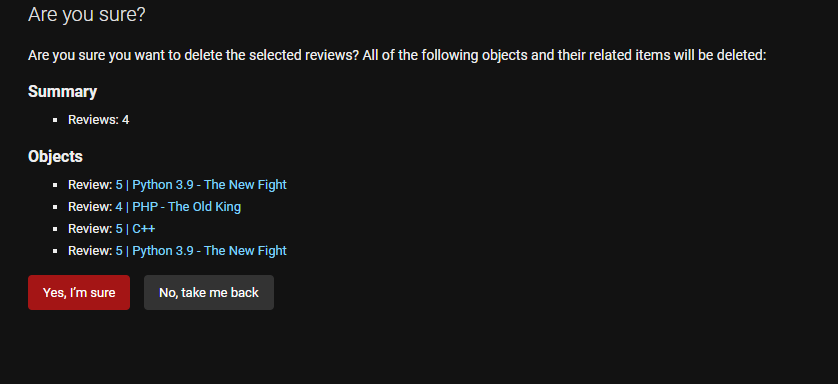 Are you sure?
Are you sure you want to delete the selected reviews? All of the following objects and their related items will be deleted:
Summary
Reviews: 4
Objects
Review: 5 | Python 3.9 - The New Fight
Review: 4 | PHP - The Old King
Review: 5 | C++
Review: 5 | Python 3.9 - The New Fight
Yes, I’m sure No, take me back